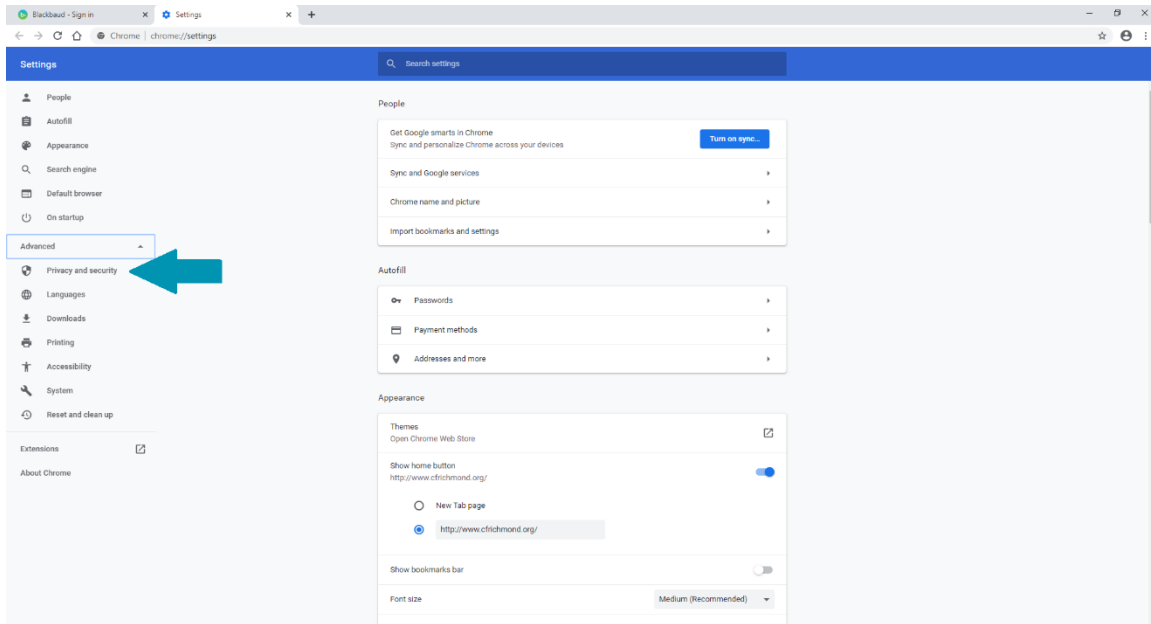 Blackbaud - Sign in
Settings
Chrome | chrome://settings
Settings
Search settings
People
Autofill
Appearance
Search engine
Default browser
On startup
Advanced
Privacy and security
Languages
Downloads
Printing
Accessibility
System
Reset and clean up
Extensions
About Chrome
People
Get Google smarts in Chrome
Sync and personalize Chrome across your devices
Turn on sync...
Sync and Google services
Chrome name and picture
Import bookmarks and settings
Autofill
Passwords
Payment methods
Addresses and more
Appearance
Themes
Open Chrome Web Store
Show home button
http://www.cfrichmond.org/
New Tab page
http://www.cfrichmond.org/
Show bookmarks bar
Font size
Medium (Recommended)